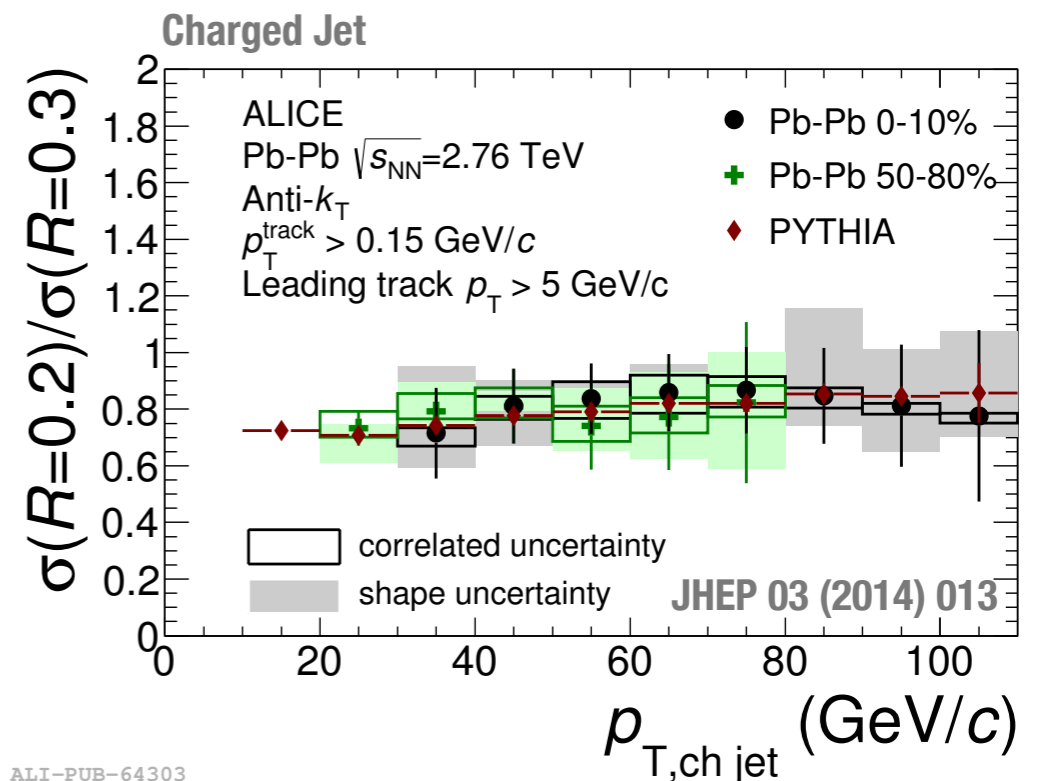 Charged Jet
σ(R=0.2)/σ(R=0.3)
2
1.8
1.6
1.4
1.2
1
0.8
0.6
0.4
0.2
0
ALICE
Pb-Pb √sNN=2.76 TeV
Anti-kT
pTtrack > 0.15 GeV/c
Leading track pT > 5 GeV/c
Pb-Pb 0-10%
Pb-Pb 50-80%
PYTHIA
correlated uncertainty
shape uncertainty
JHEP 03 (2014) 013
0 20 40 60 80 100
pT,ch jet (GeV/c)
ALI-PUB-64303